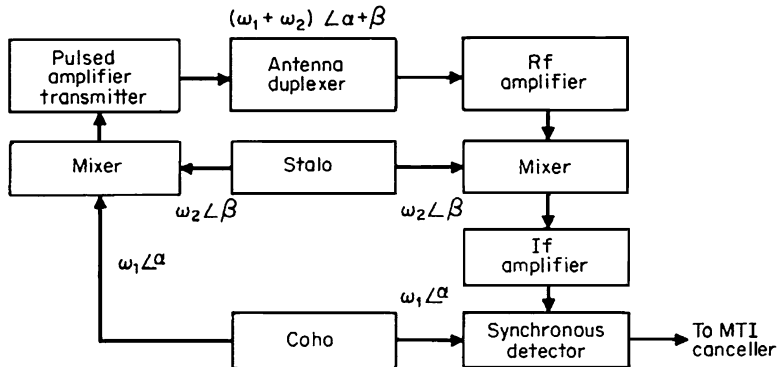 (ω₁ + ω₂) ∠α+β
Pulsed
amplifier
transmitter
Antenna
duplexer
Rf
amplifier
Mixer
Stalo
Mixer
ω₂∠β
ω₂∠β
If
amplifier
ω₁∠α
ω₁∠α
Coho
Synchronous
detector
To MTI
canceller